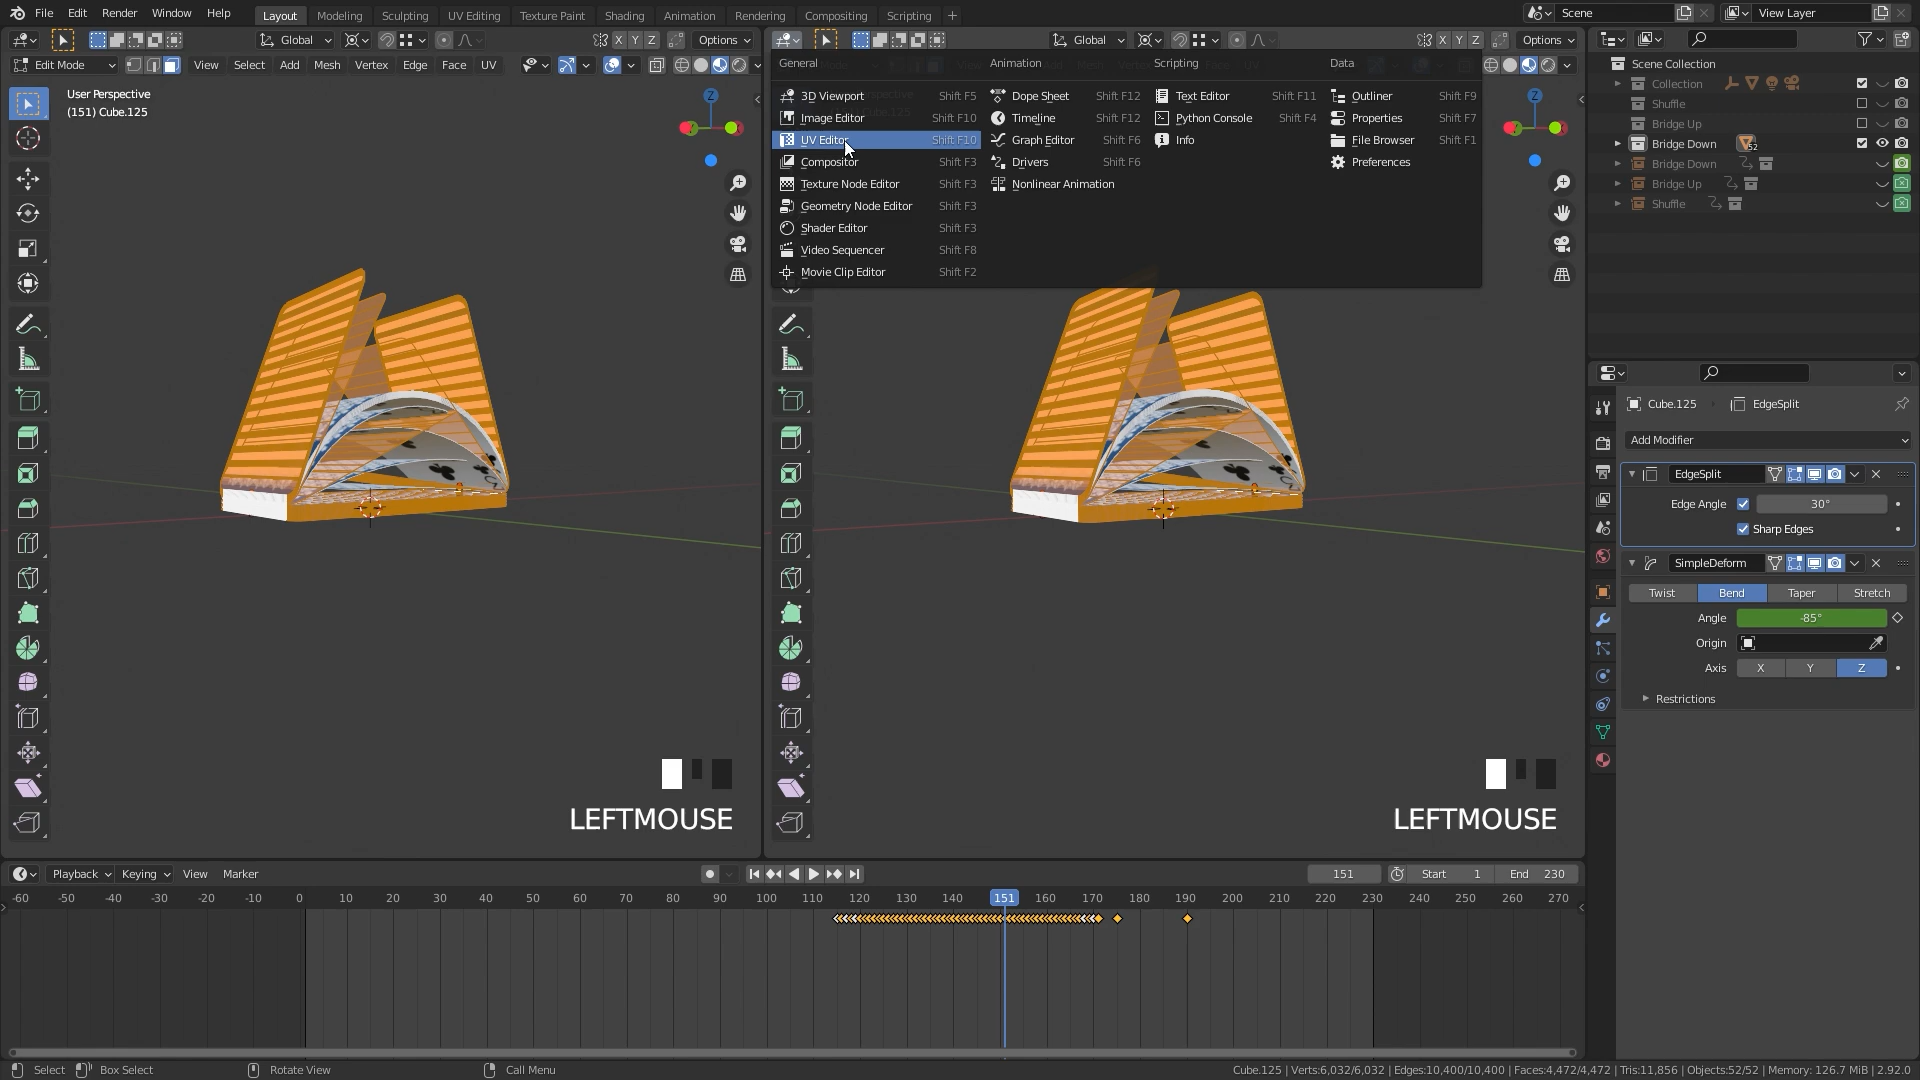 File Edit Render Window Help Layout Modeling Sculpting UV Editing Texture Paint Shading Animation Rendering Compositing Scripting Scene View Layer
Global Options Global X Y Z Options
X Y Z
Edit Mode View Select Add Mesh Vertex Edge Face UV
User Perspective
(151) Cube.125
Z
LEFTMOUSE
General
3D Viewport Shift F5
Image Editor Shift F10
UV Editor Shift F10
Compositor Shift F3
Texture Node Editor Shift F3
Geometry Node Editor Shift F3
Shader Editor Shift F3
Video Sequencer Shift F8
Movie Clip Editor Shift F2
Animation
Dope Sheet Shift F12
Timeline Shift F12
Graph Editor Shift F6
Drivers Shift F6
Nonlinear Animation
Scripting
Text Editor Shift F11
Python Console Shift F4
Info
Data
Outliner Shift F9
Properties Shift F7
File Browser Shift F1
Preferences
Z
LEFTMOUSE
Scene Collection
Collection
Shuffle
Bridge Up
Bridge Down 52
Bridge Down
Bridge Up
Shuffle
Cube.125 EdgeSplit
Add Modifier
EdgeSplit
Edge Angle 30°
Sharp Edges
SimpleDeform
Twist Bend Taper Stretch
Angle -85°
Origin
Axis X Y Z
Restrictions
Playback Keying View Marker 151 Start 1 End 230
-60 -50 -40 -30 -20 -10 0 10 20 30 40 50 60 70 80 90 100 110 120 130 140 151 160 170 180 190 200 210 220 230 240 250 260 270
Select Box Select Rotate View Call Menu Cube.125 | Verts:6,032/6,032 | Edges:10,400/10,400 | Faces:4,472/4,472 | Tris:11,856 | Objects:52/52 | Memory: 126.7 MiB | 2.92.0